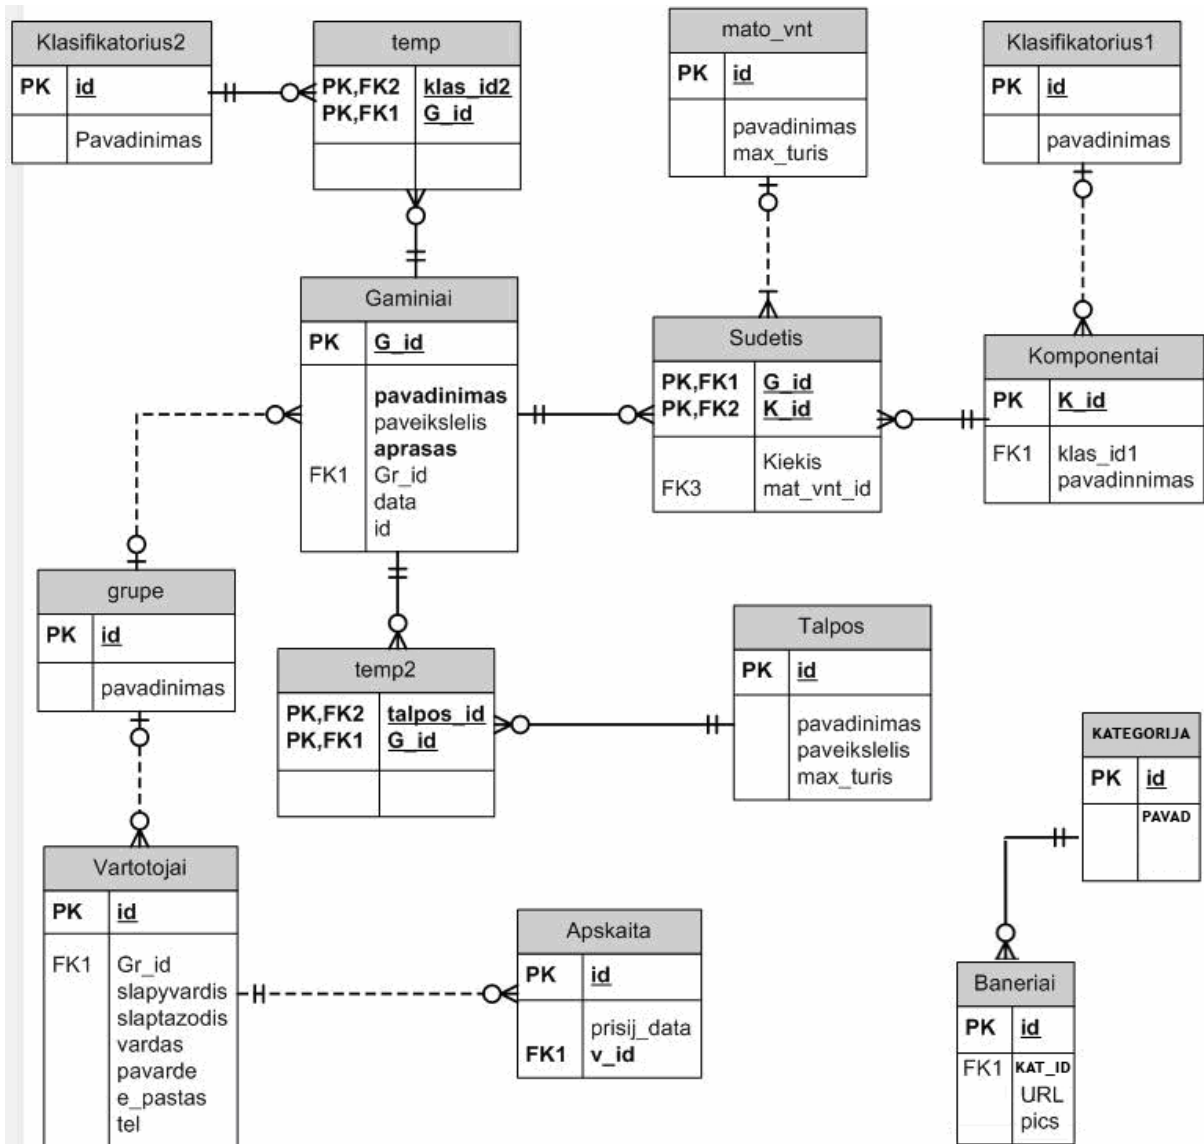 Klasifikatorius2
PK id
Pavadinimas
temp
PK,FK2 klas_id2
PK,FK1 G_id
mato_vnt
PK id
pavadinimas
max_turis
Klasifikatorius1
PK id
pavadinimas
Gaminiai
PK G_id
pavadinimas
paveikslelis
aprasas
FK1 Gr_id
data
id
Sudetis
PK,FK1 G_id
PK,FK2 K_id
Kiekis
FK3 mat_vnt_id
Komponentai
PK K_id
FK1 klas_id1
pavadinnimas
grupe
PK id
pavadinimas
temp2
PK,FK2 talpos_id
PK,FK1 G_id
Talpos
PK id
pavadinimas
paveikslelis
max_turis
KATEGORIJA
PK id
PAVAD
Vartotojai
PK id
FK1 Gr_id
slapyvardis
slaptazodis
vardas
pavarde
e_pastas
tel
Apskaita
PK id
prisij_data
FK1 v_id
Baneriai
PK id
FK1 KAT_ID
URL
pics